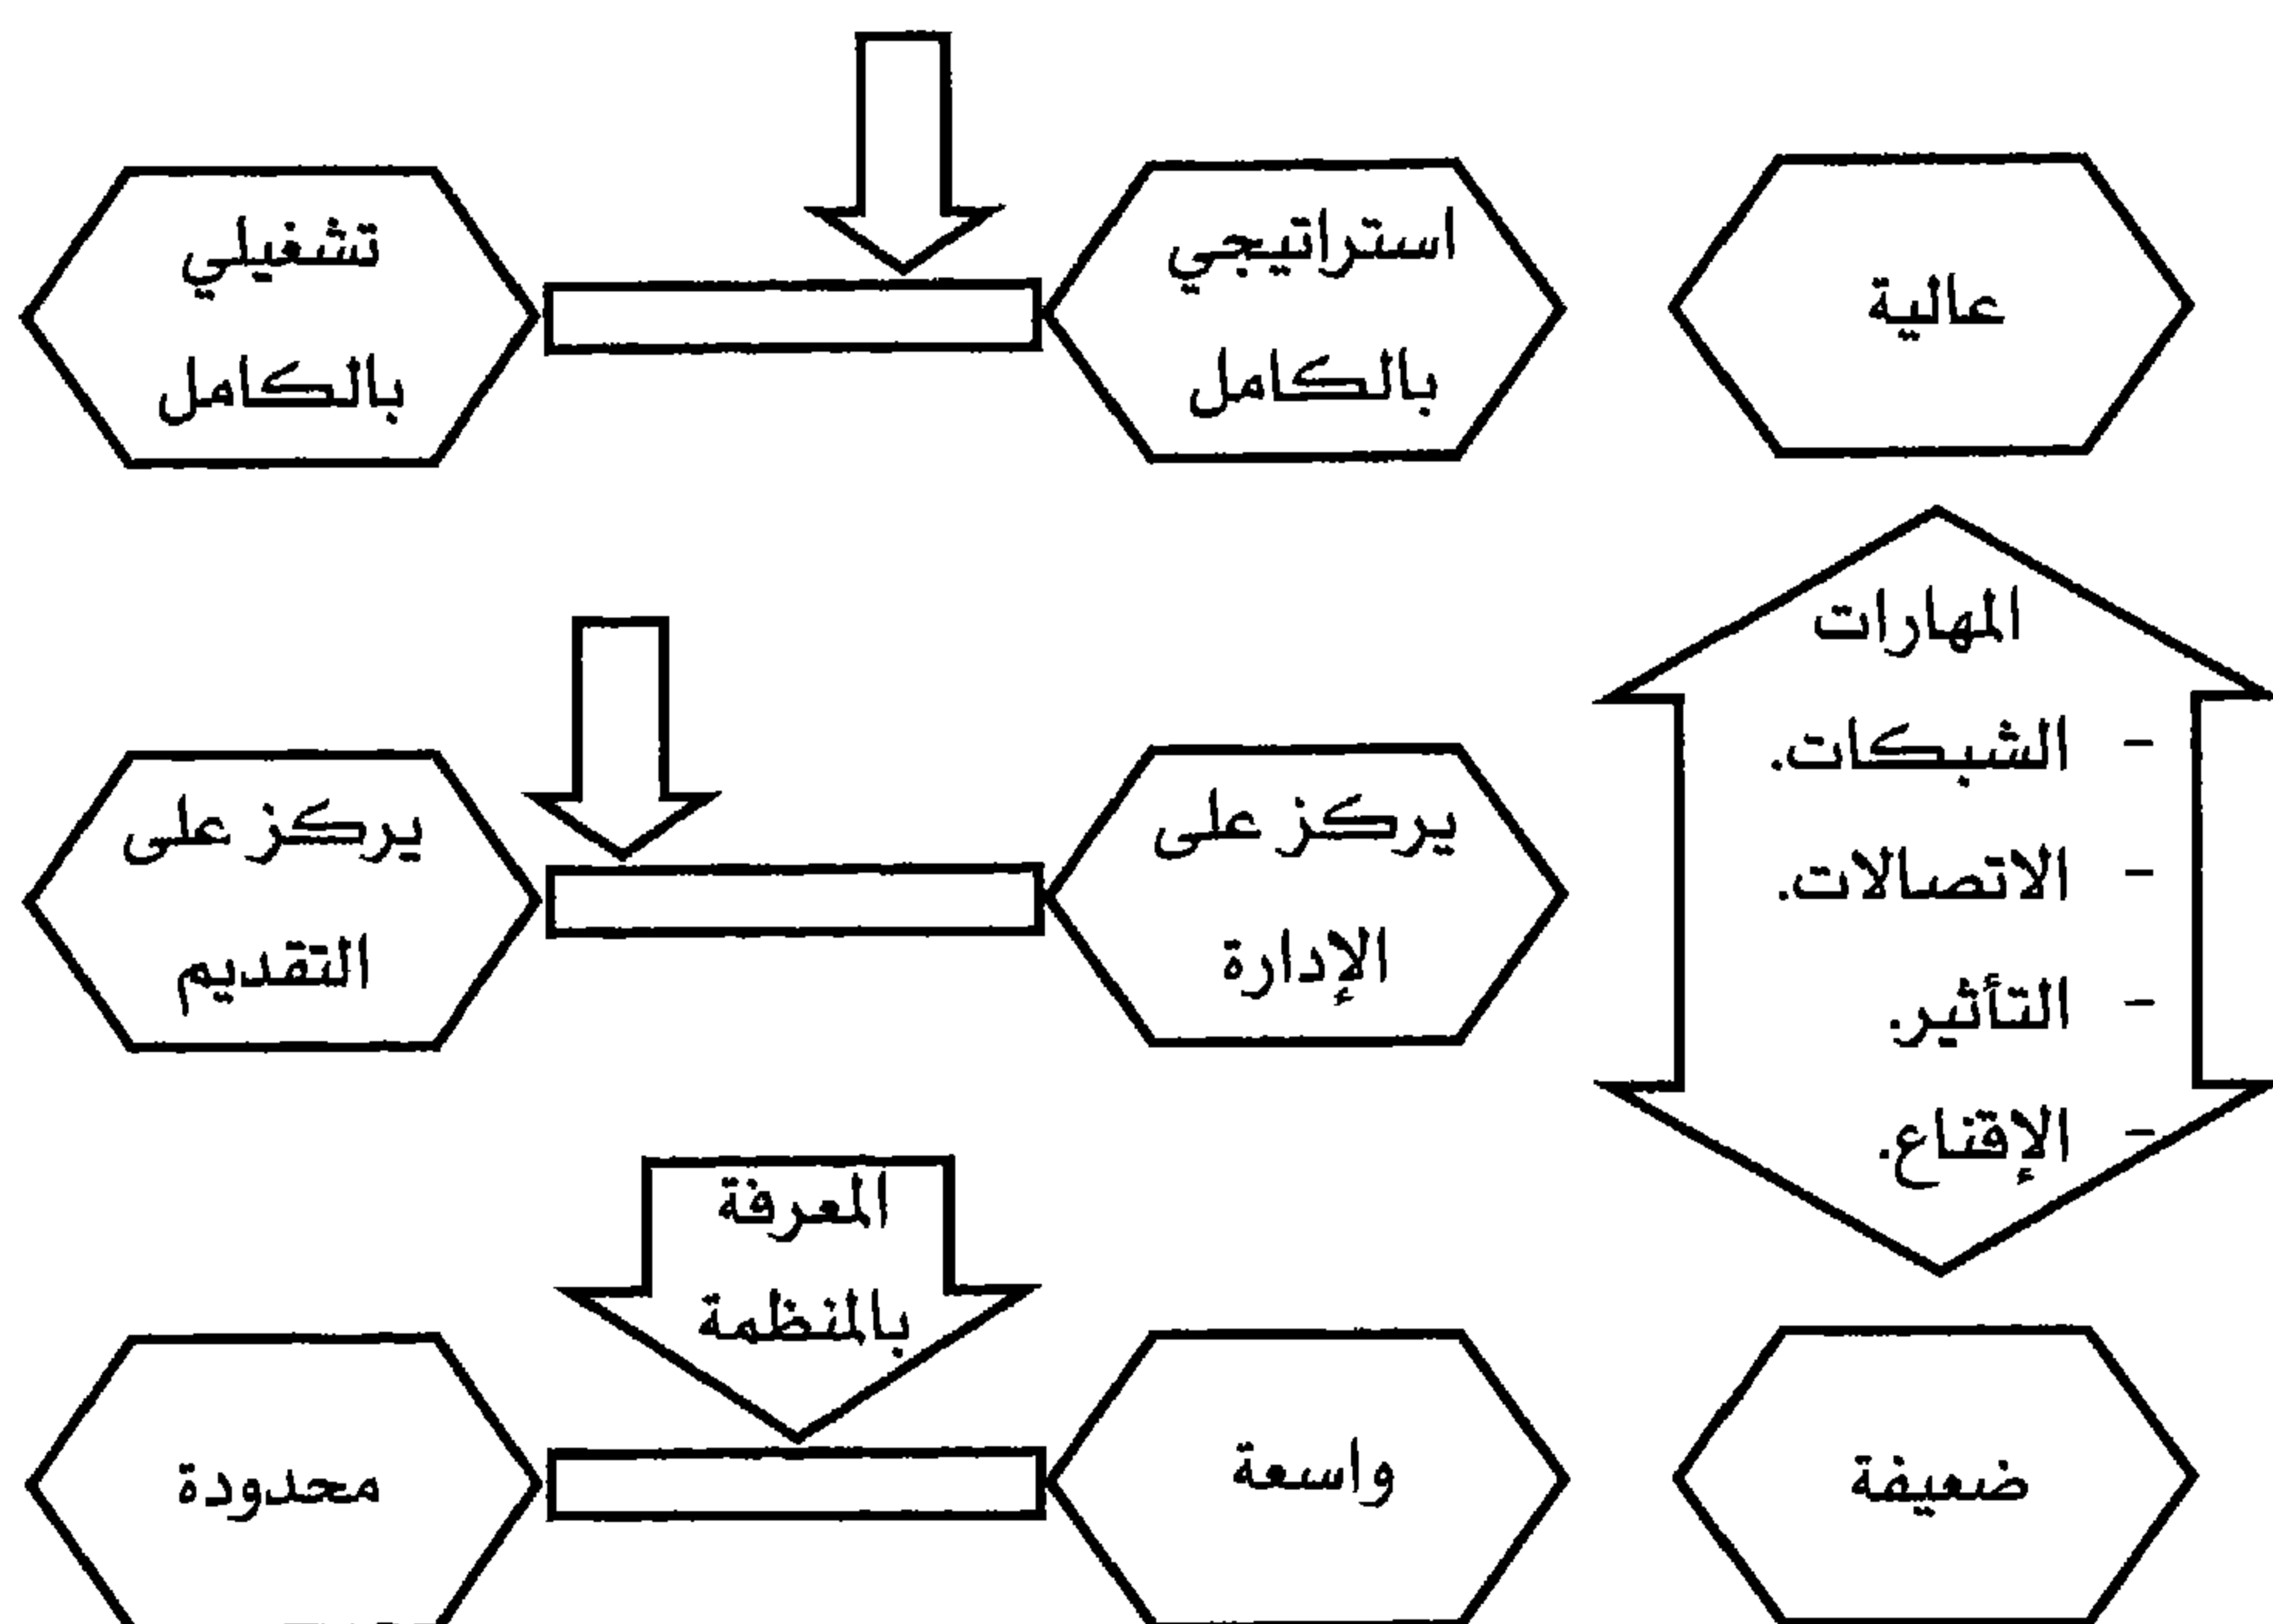 عالية
استراتيجي
بالكامل
تشغيلي
بالكامل
المهارات
- الشبكات.
- الاتصالات.
- التأثير.
- الإقناع.
يركز على
الإدارة
يركز على
التقديم
المعرفة
بالمنظمة
ضعيفة
واسعة
محدودة